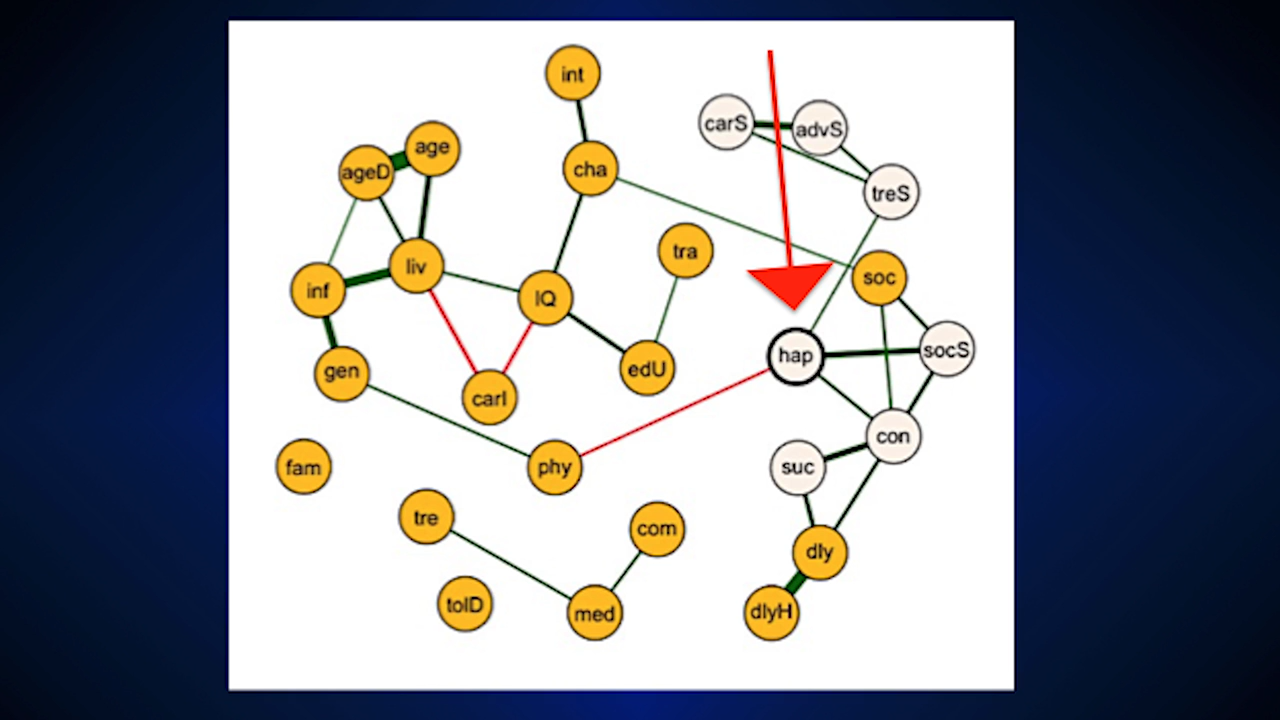 int
carS
advS
age
ageD
cha
treS
tra
liv
soc
inf
IQ
socS
hap
gen
edU
carI
con
fam
phy
suc
tre
com
dly
tolD
med
dlyH